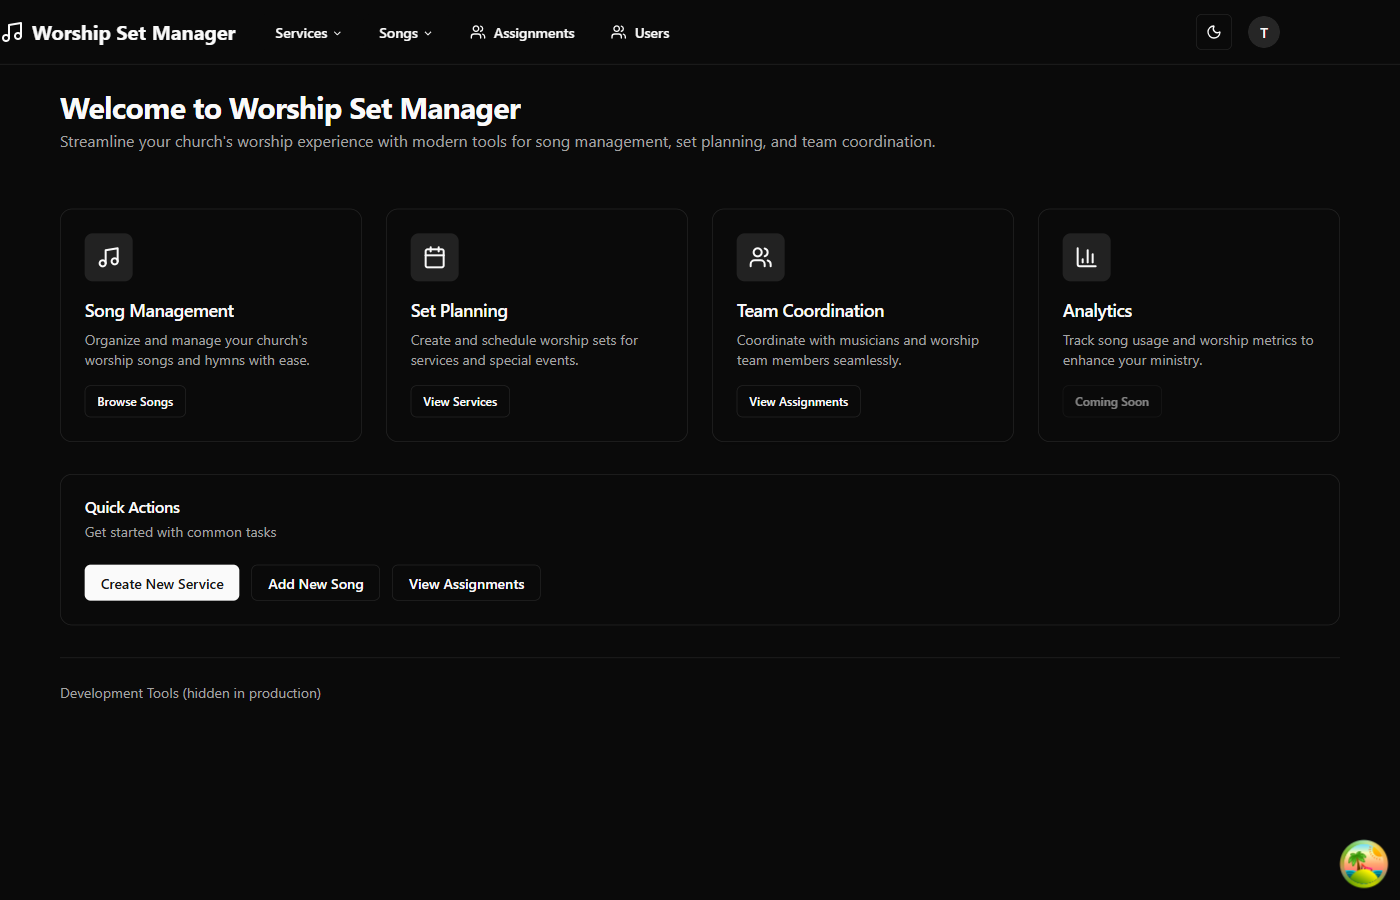 Worship Set Manager
Services
Songs
Assignments
Users
T
Welcome to Worship Set Manager
Streamline your church's worship experience with modern tools for song management, set planning, and team coordination.
Song Management
Organize and manage your church's
worship songs and hymns with ease.
Browse Songs
Set Planning
Create and schedule worship sets for
services and special events.
View Services
Team Coordination
Coordinate with musicians and worship
team members seamlessly.
View Assignments
Analytics
Track song usage and worship metrics to
enhance your ministry.
Coming Soon
Quick Actions
Get started with common tasks
Create New Service
Add New Song
View Assignments
Development Tools (hidden in production)